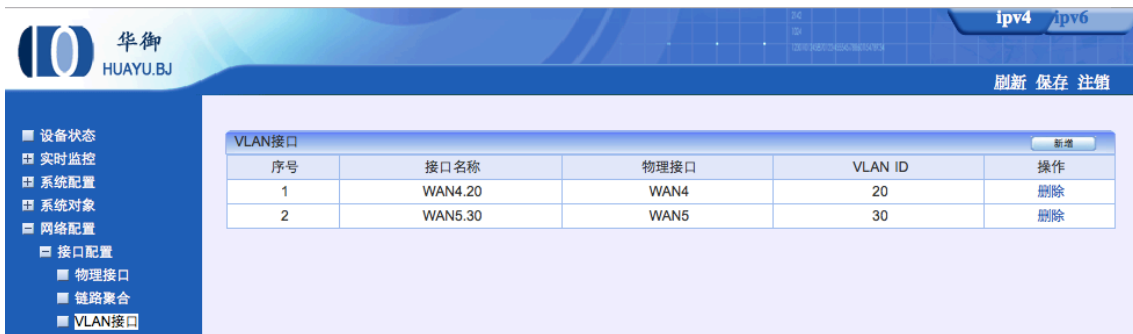 ipv4 ipv6
华御
HUAYU.BJ
刷新 保存 注销
设备状态
实时监控
系统配置
系统对象
网络配置
接口配置
物理接口
链路聚合
VLAN接口
VLAN接口 新增
序号 接口名称 物理接口 VLAN ID 操作
1 WAN4.20 WAN4 20 删除
2 WAN5.30 WAN5 30 删除